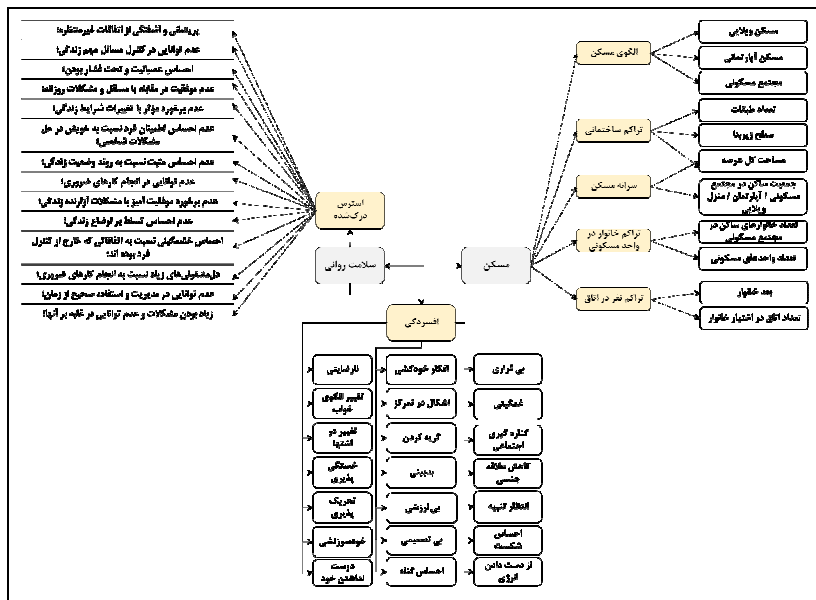 مسکن ویلایی
مسکن آپارتمانی
مجتمع مسکونی
الگوی مسکن
تعداد طبقات
سطح زیربنا
مساحت کل عرصه
تراکم ساختمانی
سرانه مسکن
جمعیت ساکن در مجتمع
مسکونی / آپارتمان / منزل
ویلایی
تراکم خانوار در
واحد مسکونی
تعداد خانوارهای ساکن در
مجتمع مسکونی
تعداد واحدهای مسکونی
تراکم نفر در اتاق
بعد خانوار
تعداد اتاق در اختیار خانوار
مسکن
سلامت روانی
استرس
درک‌شده
پریشانی و آشفتگی از اتفاقات غیرمنتظره؛
عدم توانایی در کنترل مسائل مهم زندگی؛
احساس عصبانیت و تحت فشار بودن؛
عدم موفقیت در مقابله با مسائل و مشکلات روزانه؛
عدم برخورد مؤثر با تغییرات شرایط زندگی؛
عدم احساس اطمینان فرد نسبت به خویش در حل
مشکلات شخصی؛
عدم احساس مثبت نسبت به روند وضعیت زندگی؛
عدم توانایی در انجام کارهای ضروری؛
عدم برخورد موفقیت آمیز با مشکلات آزارنده زندگی؛
عدم احساس تسلط بر اوضاع زندگی؛
احساس خشمگینی نسبت به اتفاقاتی که خارج از کنترل
فرد بوده اند؛
دل‌مشغولی‌های زیاد نسبت به انجام کارهای ضروری؛
عدم توانایی در مدیریت و استفاده صحیح از زمان؛
زیاد بودن مشکلات و عدم توانایی در غلبه بر آنها؛
افسردگی
بی قراری
غمگینی
کناره گیری
اجتماعی
کاهش علاقه
جنسی
انتظار تنبیه
احساس
شکست
از دست دادن
انرژی
افکار خودکشی
اشکال در تمرکز
گریه کردن
بدبینی
بی‌ارزشی
بی تصمیمی
احساس گناه
نارضایتی
تغییر الگوی
خواب
تغییر در
اشتها
خستگی
پذیری
تحریک
پذیری
خودسرزنشی
دوست
نداشتن خود